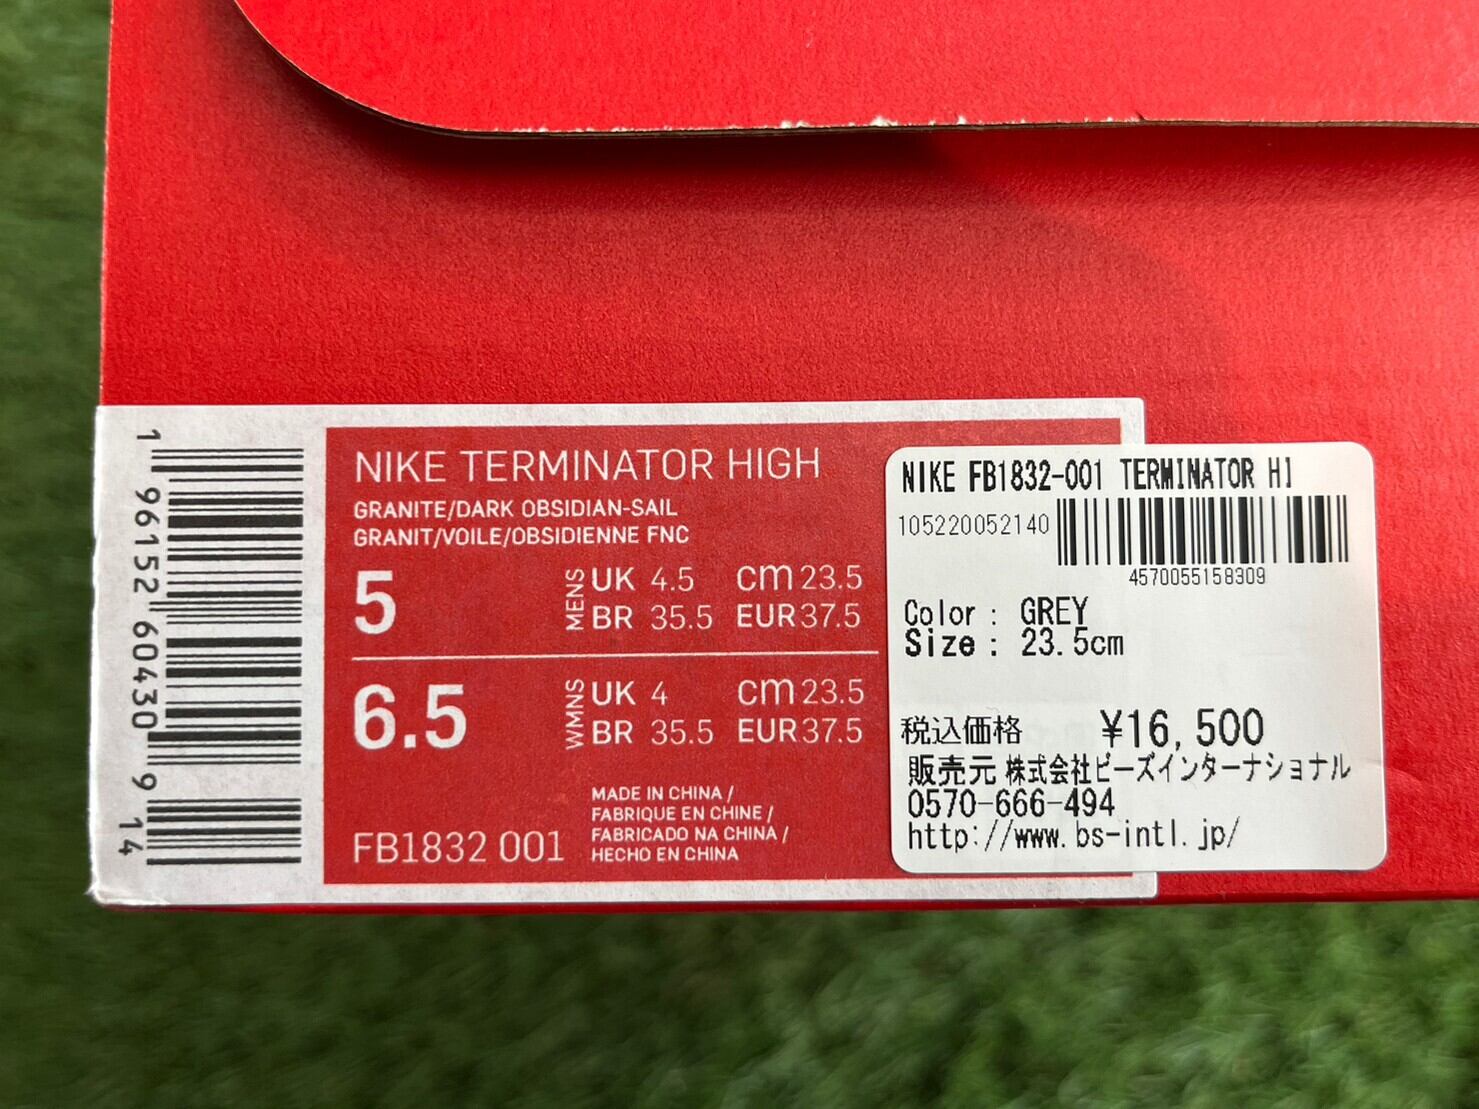 1 96152 60430 9 14
NIKE TERMINATOR HIGH
GRANITE/DARK OBSIDIAN-SAIL
GRANIT/VOILE/OBSIDIENNE FNC
5 MENS UK 4.5 cm 23.5
BR 35.5 EUR 37.5
6.5 WMNS UK 4 cm 23.5
BR 35.5 EUR 37.5
MADE IN CHINA /
FABRIQUE EN CHINE /
FABRICADO NA CHINA /
HECHO EN CHINA
FB1832 001
NIKE FB1832-001 TERMINATOR HI
105220052140
4570055158309
Color : GREY
Size : 23.5cm
税込価格 ¥16,500
販売元 株式会社ビーズインターナショナル
0570-666-494
http://www.bs-intl.jp/